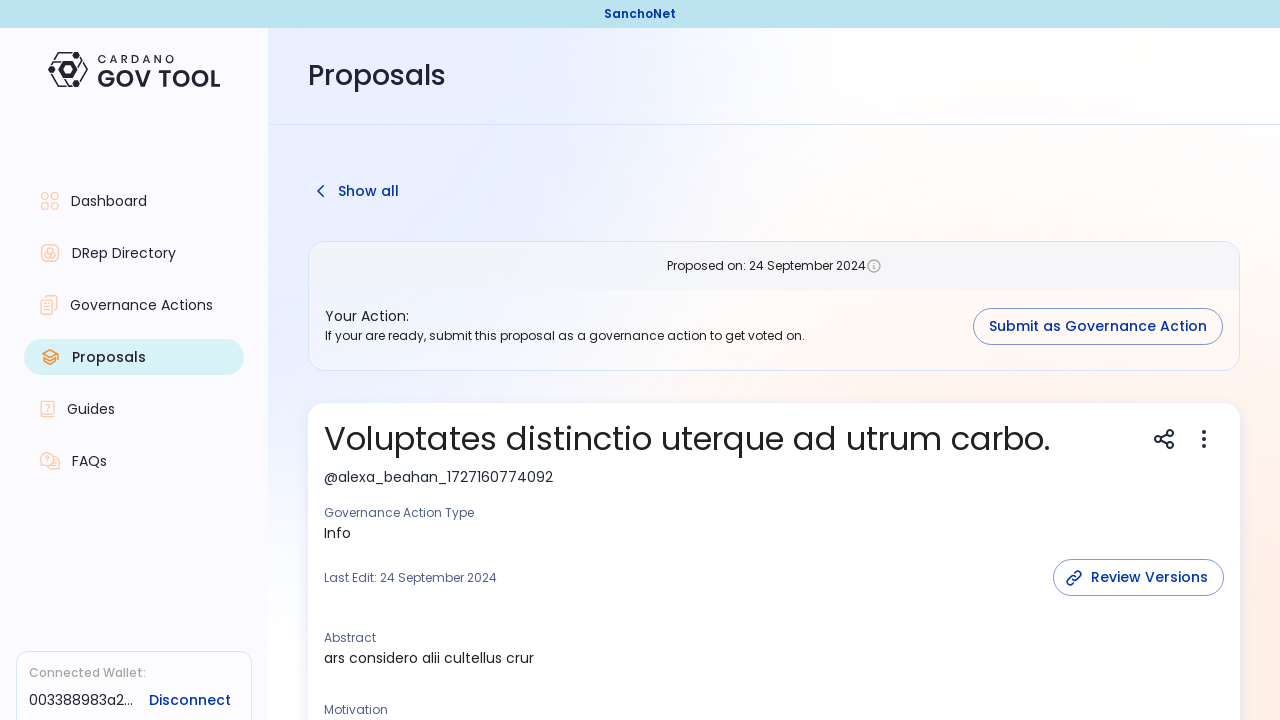 SanchoNet
CARDANO
GOV TOOL
Proposals
Dashboard
DRep Directory
Governance Actions
Proposals
Guides
FAQs
Connected Wallet:
003388983a2...
Disconnect
Show all
Proposed on: 24 September 2024
Your Action:
If your are ready, submit this proposal as a governance action to get voted on.
Submit as Governance Action
Voluptates distinctio uterque ad utrum carbo.
@alexa_beahan_1727160774092
Governance Action Type
Info
Last Edit: 24 September 2024
Review Versions
Abstract
ars considero alii cultellus crur
Motivation